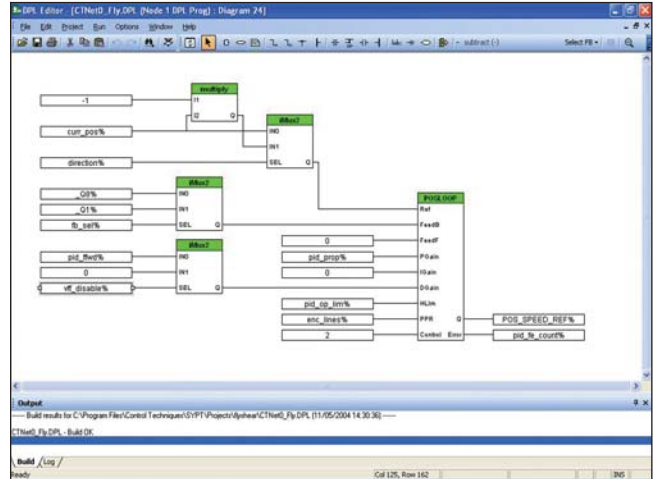 DPL Editor - [CTNet0_Fly.DPL (Node 1 DPL Prog) : Diagram 24]
File Edit Project Run Options Window Help
subtract (-)
Select FB
-1
curr_pos%
direction%
_Q0%
_Q1%
fb_sel%
pid_ffwd%
0
vff_disable%
multiply
I1
I2 Q
iMux2
IN0
IN1
SEL Q
iMux2
IN0
IN1
SEL Q
iMux2
IN0
IN1
SEL Q
0
pid_prop%
0
pid_op_lim%
enc_lines%
2
POSLOOP
Ref
FeedB
FeedF
PGain
IGain
DGain
HLim
PPR Q
Control Error
POS_SPEED_REF%
pid_fe_count%
Output
----- Build results for C:\Program Files\Control Techniques\SYPT\Projects\flyshear\CTNet0_Fly.DPL (11/05/2004 14:30:36) -----
CTNet0_Fly.DPL - Build OK.
Build Log
Ready
Col 125, Row 162
INS